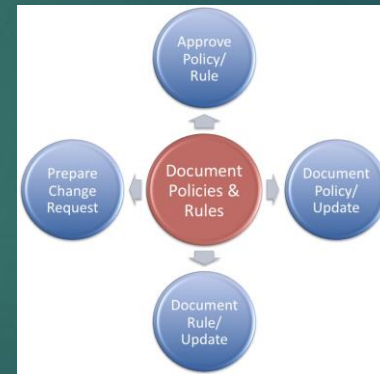 Approve
Policy/
Rule
Prepare
Change
Request
Document
Policies &
Rules
Document
Policy/
Update
Document
Rule/
Update